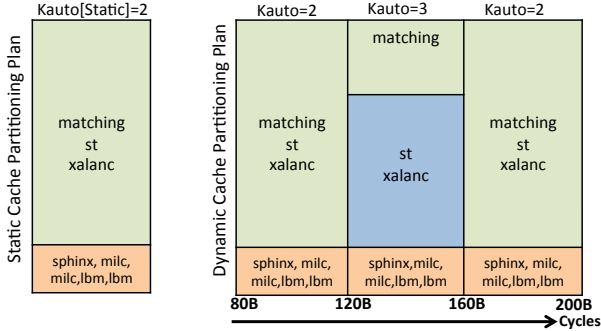 Kauto[Static]=2
Static Cache Partitioning Plan
matching
st
xalanc
sphinx, milc,
milc,lbm,lbm
Dynamic Cache Partitioning Plan
Kauto=2
Kauto=3
Kauto=2
matching
st
xalanc
matching
st
xalanc
matching
st
xalanc
sphinx, milc,
milc,lbm,lbm
sphinx,milc,
milc,lbm,lbm
sphinx, milc,
milc,lbm,lbm
80B
120B
160B
200B
Cycles